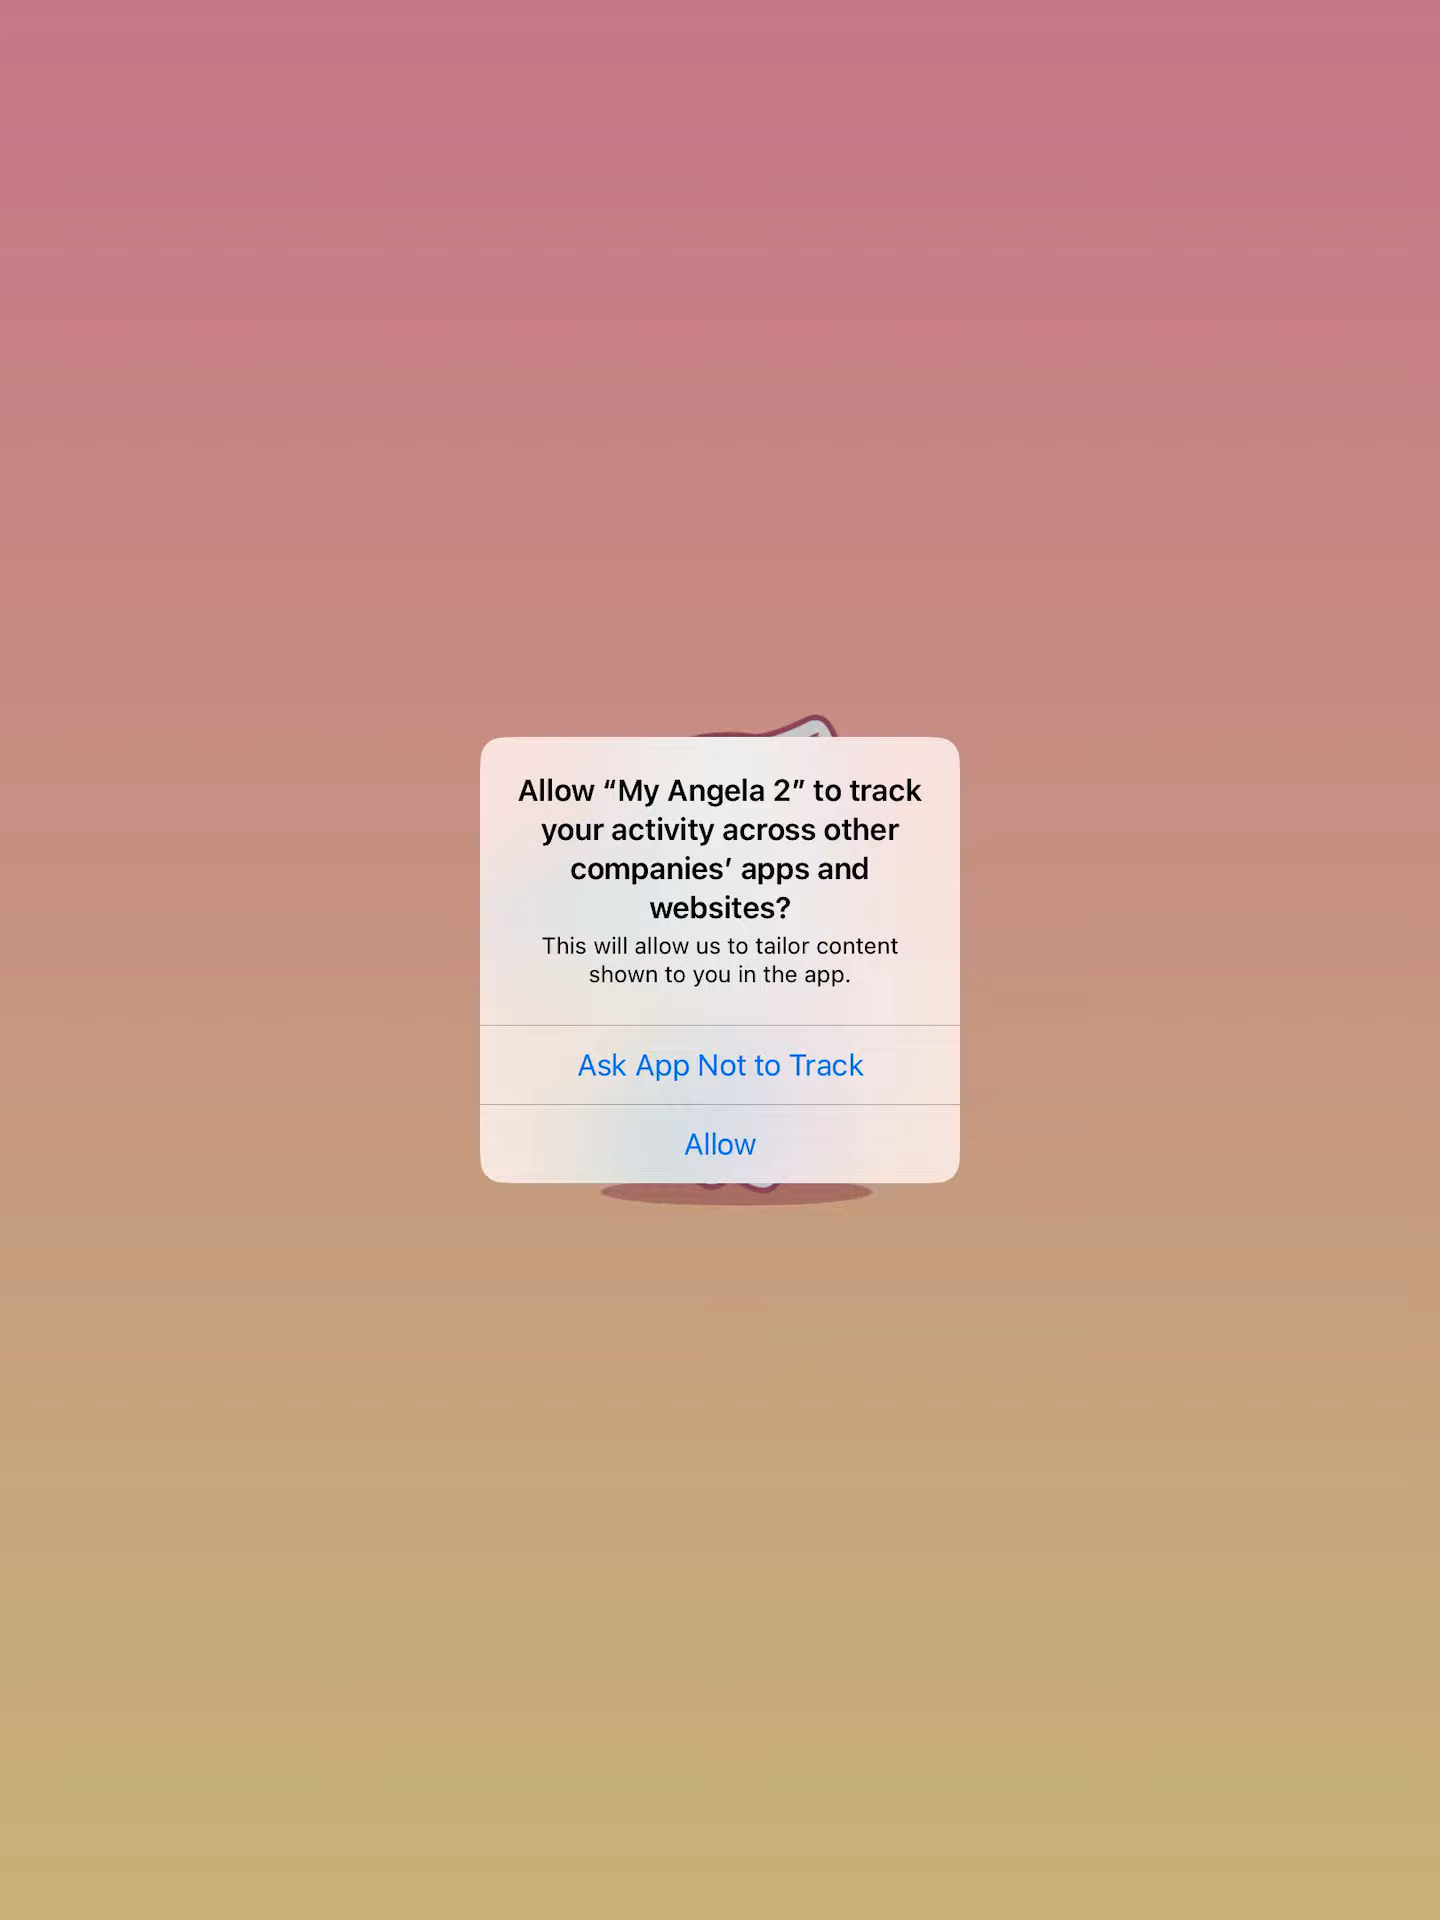 Allow “My Angela 2” to track
your activity across other
companies’ apps and
websites?
This will allow us to tailor content
shown to you in the app.
Ask App Not to Track
Allow